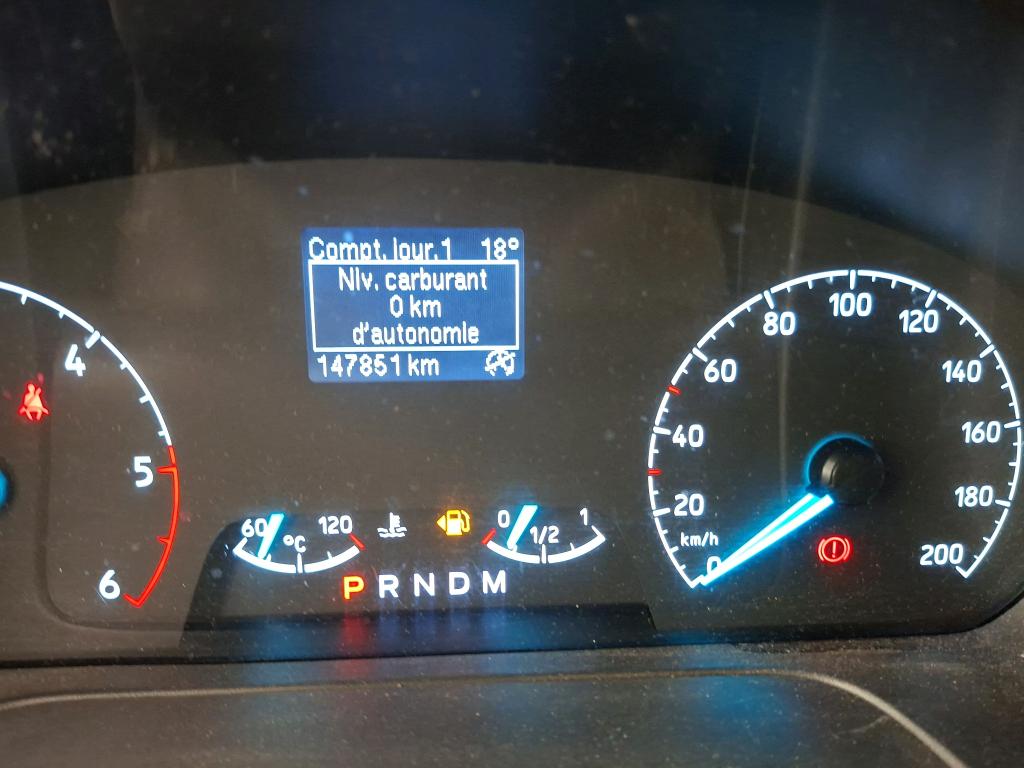 Compt. jour.1 18°
Niv. carburant
0 km
d'autonomie
147851 km
4
5
6
60 120
°C
0 1/2 1
P R N D M
0 20 40 60 80 100 120 140 160 180 200
km/h